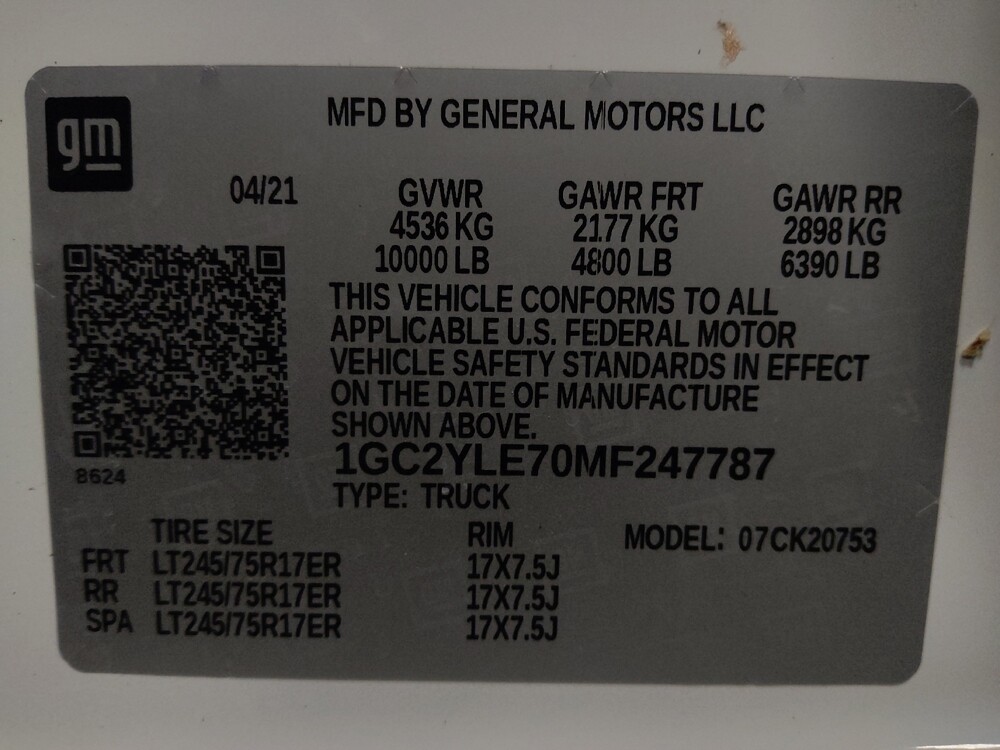 gm
MFD BY GENERAL MOTORS LLC
04/21 GVWR GAWR FRT GAWR RR
4536 KG 2177 KG 2898 KG
10000 LB 4800 LB 6390 LB
THIS VEHICLE CONFORMS TO ALL
APPLICABLE U.S. FEDERAL MOTOR
VEHICLE SAFETY STANDARDS IN EFFECT
ON THE DATE OF MANUFACTURE
SHOWN ABOVE.
1GC2YLE70MF247787
8624
TYPE: TRUCK
TIRE SIZE RIM MODEL: 07CK20753
FRT LT245/75R17ER 17X7.5J
RR LT245/75R17ER 17X7.5J
SPA LT245/75R17ER 17X7.5J